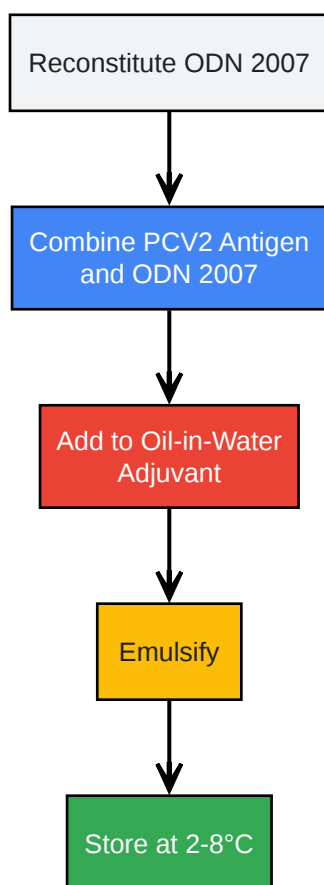 Reconstitute ODN 2007
Combine PCV2 Antigen
and ODN 2007
Add to Oil-in-Water
Adjuvant
Emulsify
Store at 2-8°C